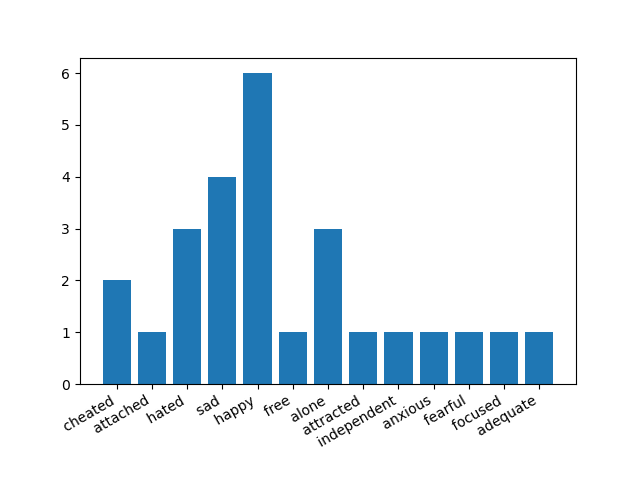 6
5
4
3
2
1
0
cheated
attached
hated
sad
happy
free
alone
attracted
independent
anxious
fearful
focused
adequate